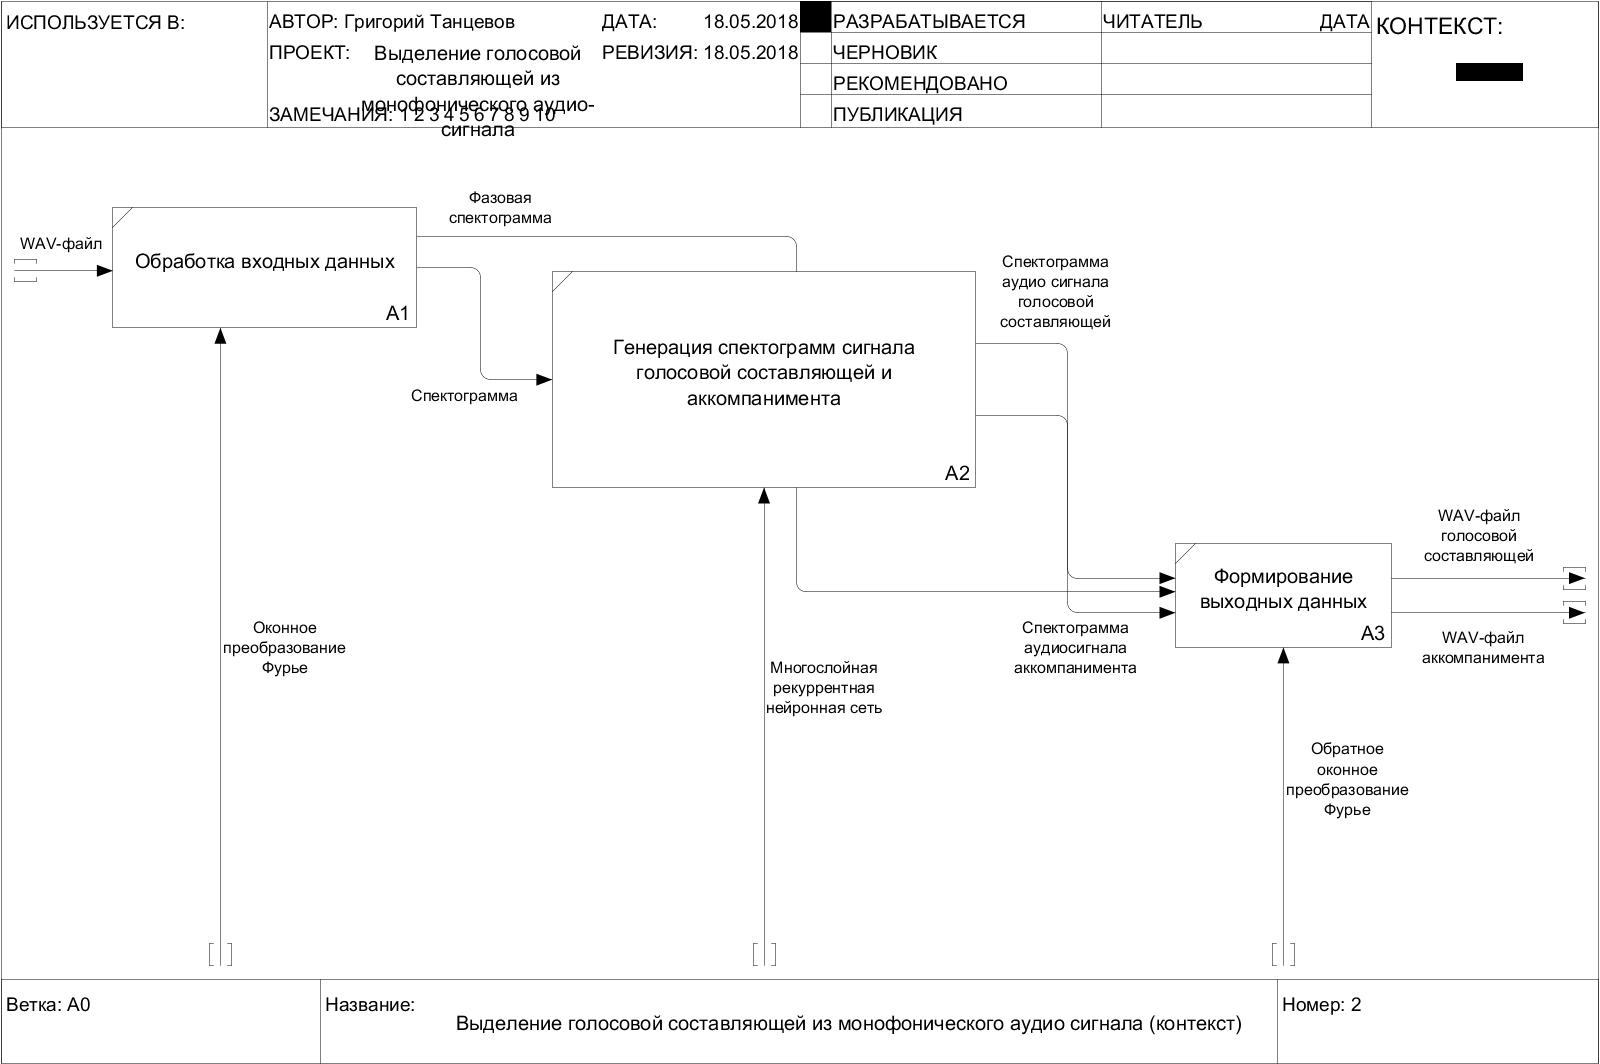 ИСПОЛЬЗУЕТСЯ В:
АВТОР: Григорий Танцевов
ДАТА: 18.05.2018
ПРОЕКТ: Выделение голосовой
составляющей из
монофонического аудио-
сигнала
РЕВИЗИЯ: 18.05.2018
ЗАМЕЧАНИЯ: 1 2 3 4 5 6 7 8 9 10
РАЗРАБАТЫВАЕТСЯ
ЧЕРНОВИК
РЕКОМЕНДОВАНО
ПУБЛИКАЦИЯ
ЧИТАТЕЛЬ
ДАТА
КОНТЕКСТ:
WAV-файл
Обработка входных данных
A1
Фазовая
спектограмма
Спектограмма
Генерация спектограмм сигнала
голосовой составляющей и
аккомпанимента
A2
Спектограмма
аудио сигнала
голосовой
составляющей
Спектограмма
аудиосигнала
аккомпанимента
Формирование
выходных данных
A3
WAV-файл
голосовой
составляющей
WAV-файл
аккомпанимента
Оконное
преобразование
Фурье
Многослойная
рекуррентная
нейронная сеть
Обратное
оконное
преобразование
Фурье
Ветка: A0
Название:
Выделение голосовой составляющей из монофонического аудио сигнала (контекст)
Номер: 2